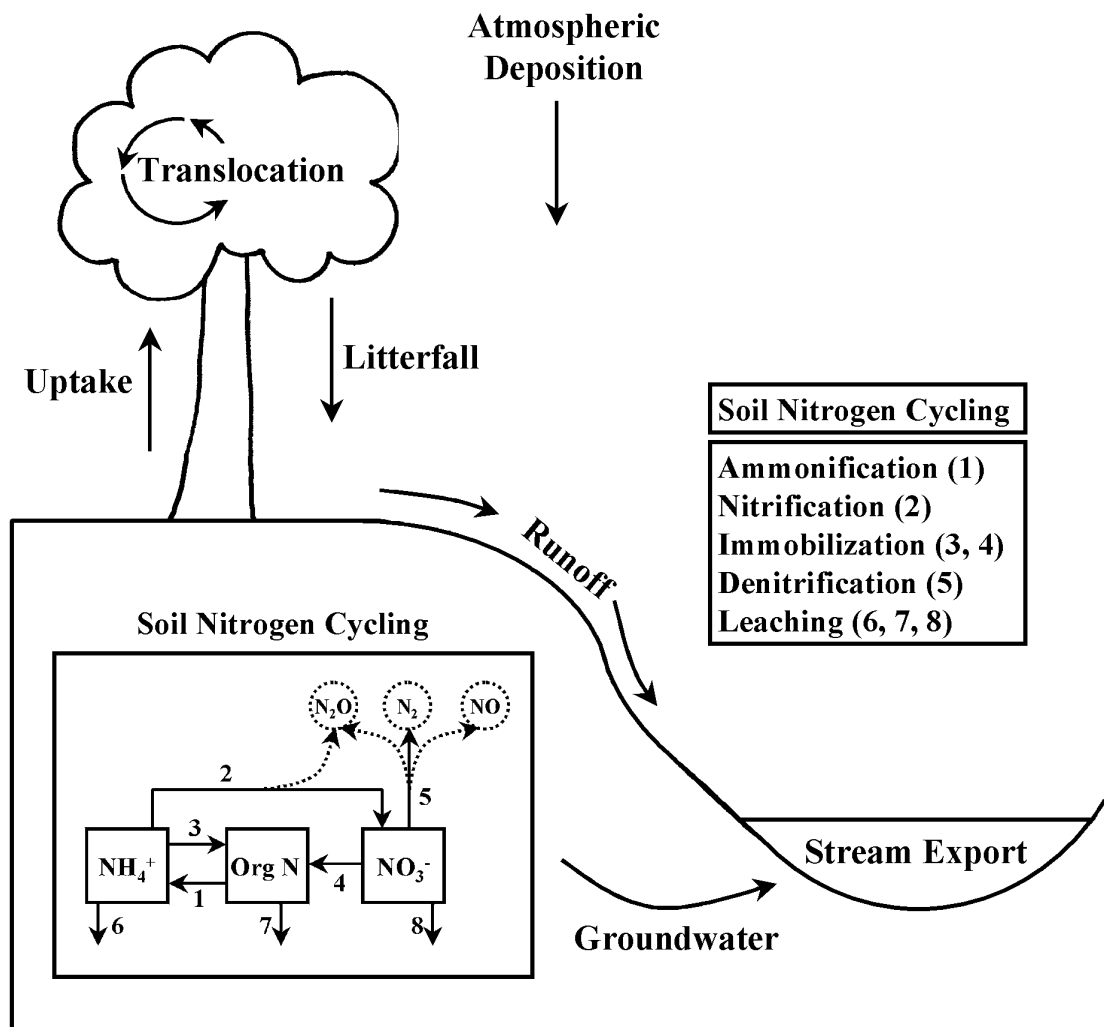 Atmospheric
Deposition
Translocation
Uptake
Litterfall
Soil Nitrogen Cycling
Ammonification (1)
Nitrification (2)
Immobilization (3, 4)
Denitrification (5)
Leaching (6, 7, 8)
Runoff
Soil Nitrogen Cycling
N₂O
N₂
NO
2
5
3
NH₄⁺
Org N
NO₃⁻
1
4
6
7
8
Stream Export
Groundwater